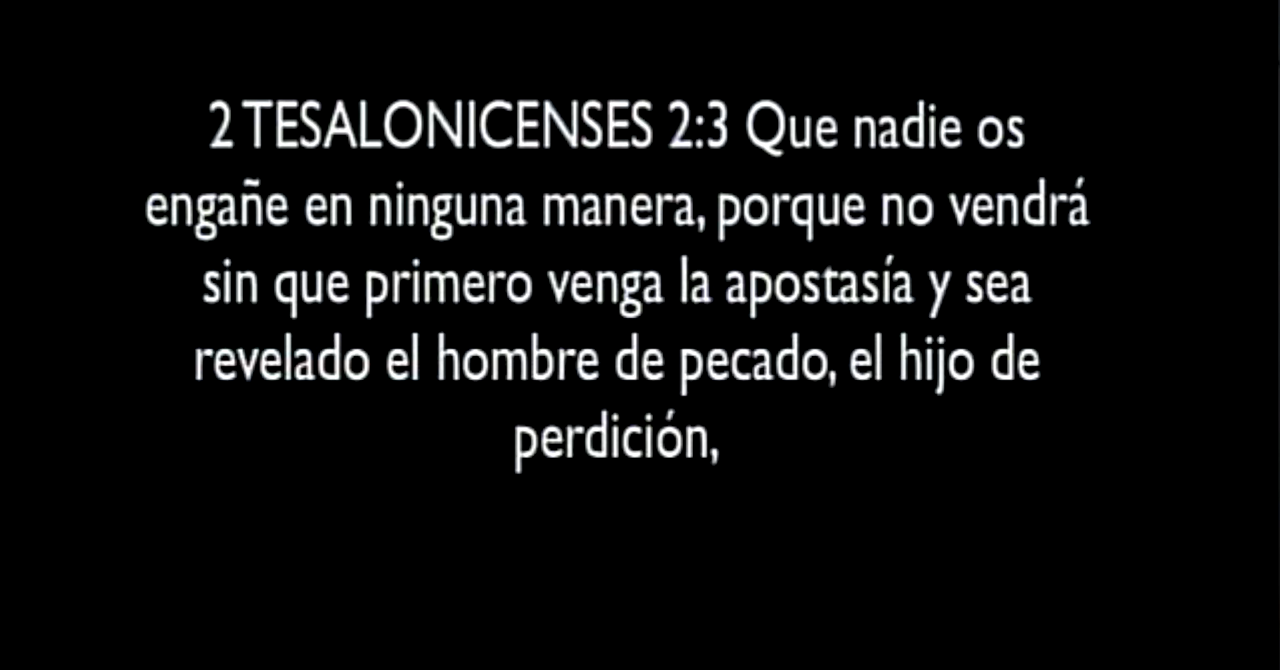 2 TESALONICENSES 2:3 Que nadie os
engañe en ninguna manera, porque no vendrá
sin que primero venga la apostasía y sea
revelado el hombre de pecado, el hijo de
perdición,